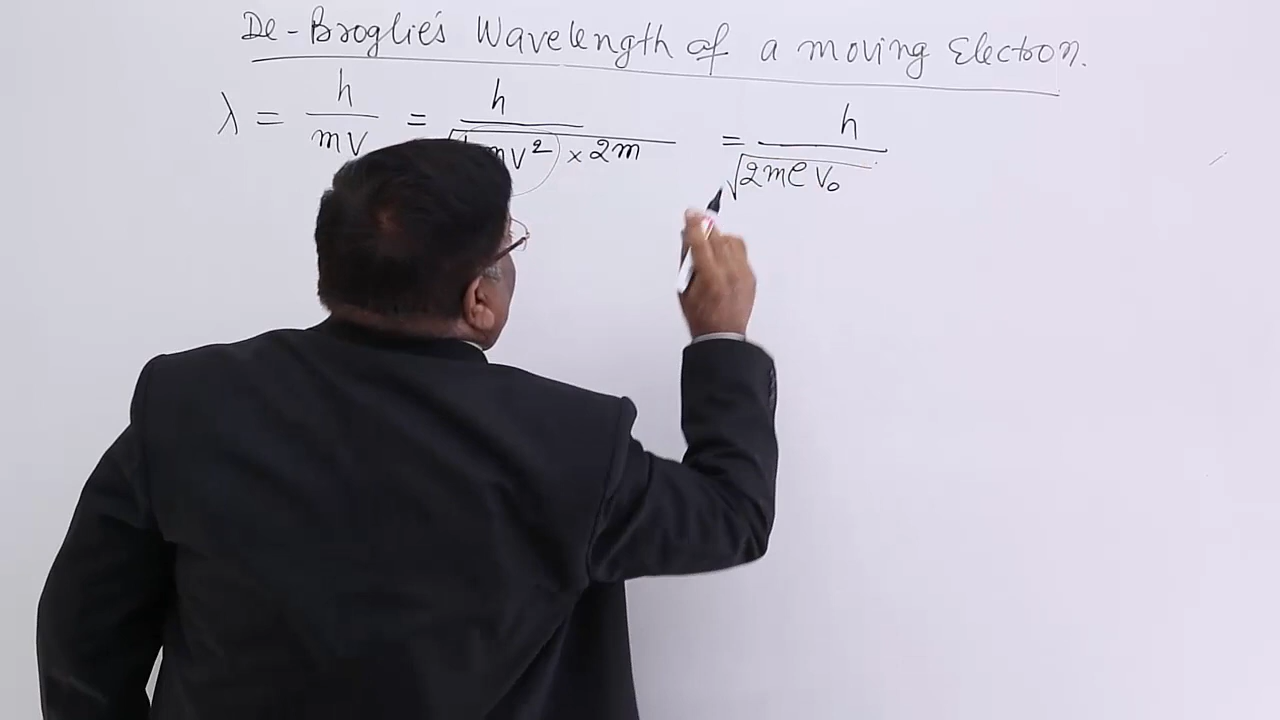 De-Broglie's Wavelength of a moving Electron.
λ = h / mv = h / √ mv² × 2m = h / √2meV₀